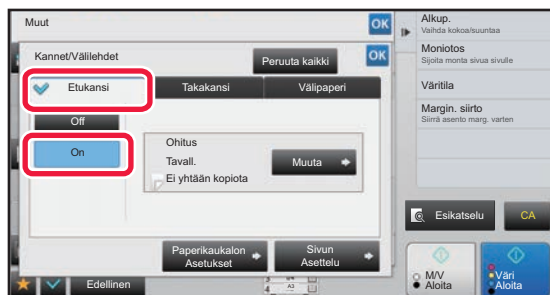 Muut
OK
Kannet/Välilehdet
Peruuta kaikki
OK
Etukansi
Takakansi
Välipaperi
Off
On
Ohitus
Tavall.
Ei yhtään kopiota
Muuta
Paperikaukalon
Asetukset
Sivun
Asettelu
Edellinen
A3
Alkup.
Vaihda kokoa/suuntaa
Moniotos
Sijoita monta sivua sivulle
Väritila
Margin. siirto
Siirrä asento marg. varten
Esikatselu
CA
M/V
Aloita
Väri
Aloita